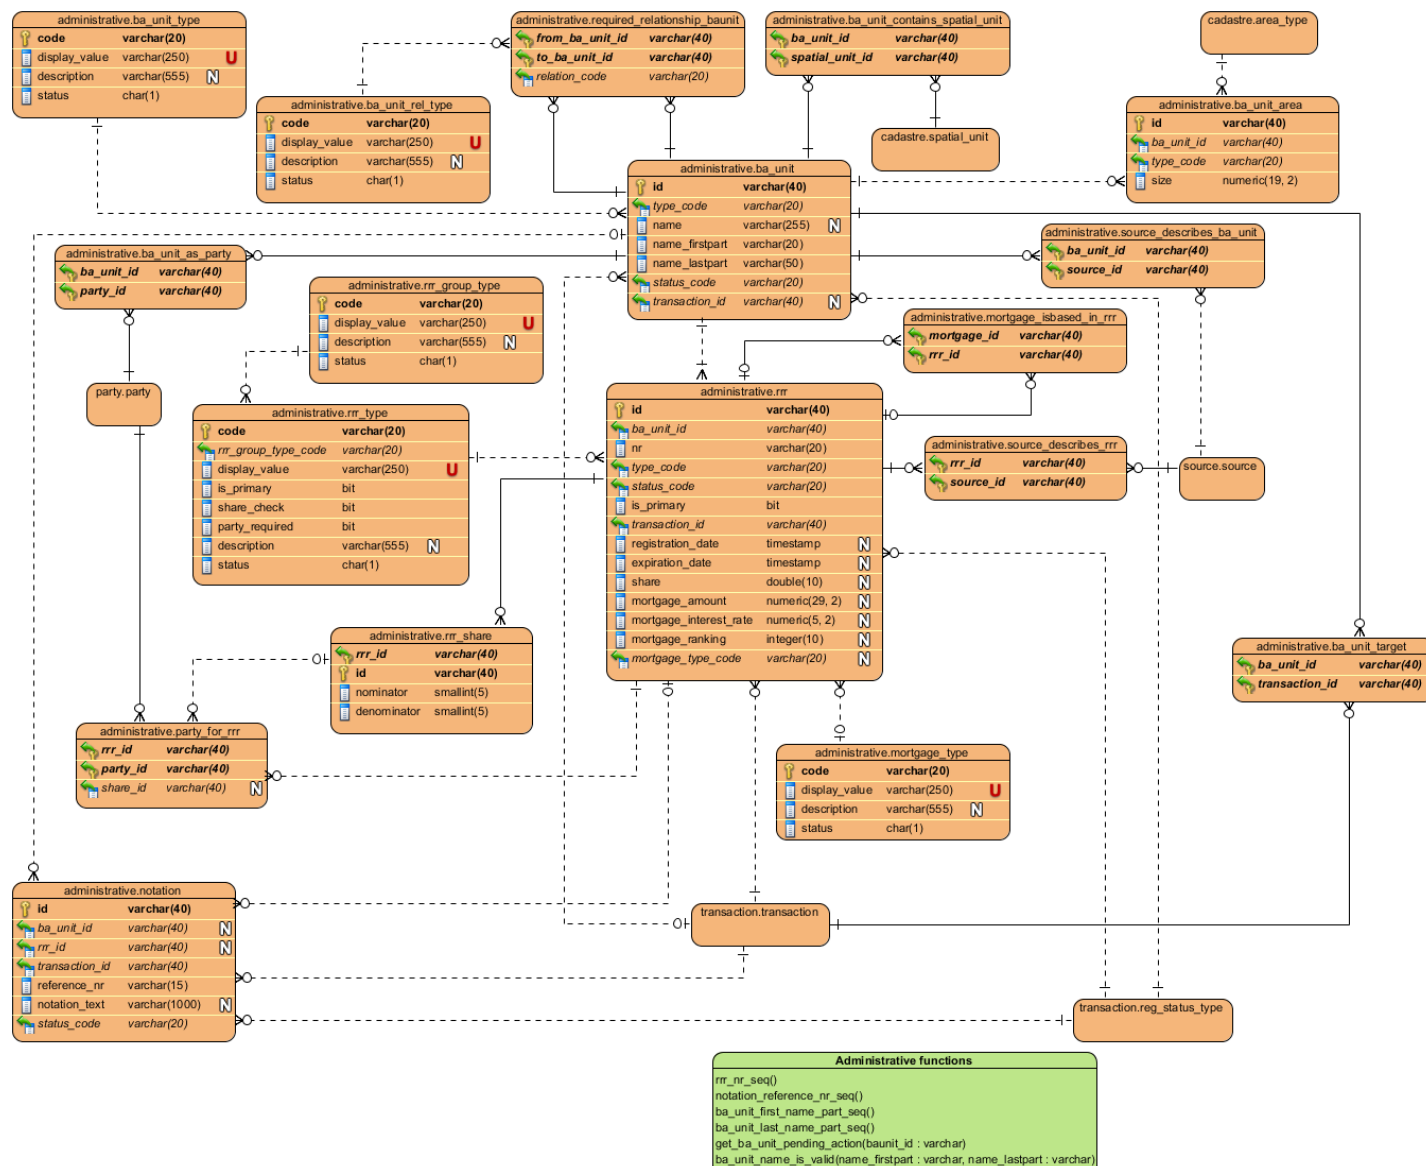 administrative.ba_unit_type
code varchar(20)
display_value varchar(250) U
description varchar(555) N
status char(1)
administrative.required_relationship_baunit
from_ba_unit_id varchar(40)
to_ba_unit_id varchar(40)
relation_code varchar(20)
administrative.ba_unit_contains_spatial_unit
ba_unit_id varchar(40)
spatial_unit_id varchar(40)
cadastre.area_type
administrative.ba_unit_rel_type
code varchar(20)
display_value varchar(250) U
description varchar(555) N
status char(1)
cadastre.spatial_unit
administrative.ba_unit_area
id varchar(40)
ba_unit_id varchar(40)
type_code varchar(20)
size numeric(19, 2)
administrative.ba_unit
id varchar(40)
type_code varchar(20)
name varchar(255) N
name_firstpart varchar(20)
name_lastpart varchar(50)
status_code varchar(20)
transaction_id varchar(40) N
administrative.ba_unit_as_party
ba_unit_id varchar(40)
party_id varchar(40)
administrative.source_describes_ba_unit
ba_unit_id varchar(40)
source_id varchar(40)
administrative.rrr_group_type
code varchar(20)
display_value varchar(250) U
description varchar(555) N
status char(1)
administrative.mortgage_isbased_in_rrr
mortgage_id varchar(40)
rrr_id varchar(40)
party.party
administrative.rrr_type
code varchar(20)
rrr_group_type_code varchar(20)
display_value varchar(250) U
is_primary bit
share_check bit
party_required bit
description varchar(555) N
status char(1)
administrative.rrr
id varchar(40)
ba_unit_id varchar(40)
nr varchar(20)
type_code varchar(20)
status_code varchar(20)
is_primary bit
transaction_id varchar(40)
registration_date timestamp N
expiration_date timestamp N
share double(10) N
mortgage_amount numeric(29, 2) N
mortgage_interest_rate numeric(5, 2) N
mortgage_ranking integer(10) N
mortgage_type_code varchar(20) N
administrative.source_describes_rrr
rrr_id varchar(40)
source_id varchar(40)
source.source
administrative.rrr_share
rrr_id varchar(40)
id varchar(40)
nominator smallint(5)
denominator smallint(5)
administrative.ba_unit_target
ba_unit_id varchar(40)
transaction_id varchar(40)
administrative.party_for_rrr
rrr_id varchar(40)
party_id varchar(40)
share_id varchar(40) N
administrative.mortgage_type
code varchar(20)
display_value varchar(250) U
description varchar(555) N
status char(1)
administrative.notation
id varchar(40)
ba_unit_id varchar(40) N
rrr_id varchar(40) N
transaction_id varchar(40)
reference_nr varchar(15)
notation_text varchar(1000) N
status_code varchar(20)
transaction.transaction
transaction.reg_status_type
Administrative functions
rrr_nr_seq()
notation_reference_nr_seq()
ba_unit_first_name_part_seq()
ba_unit_last_name_part_seq()
get_ba_unit_pending_action(baunit_id : varchar)
ba_unit_name_is_valid(name_firstpart : varchar, name_lastpart : varchar)